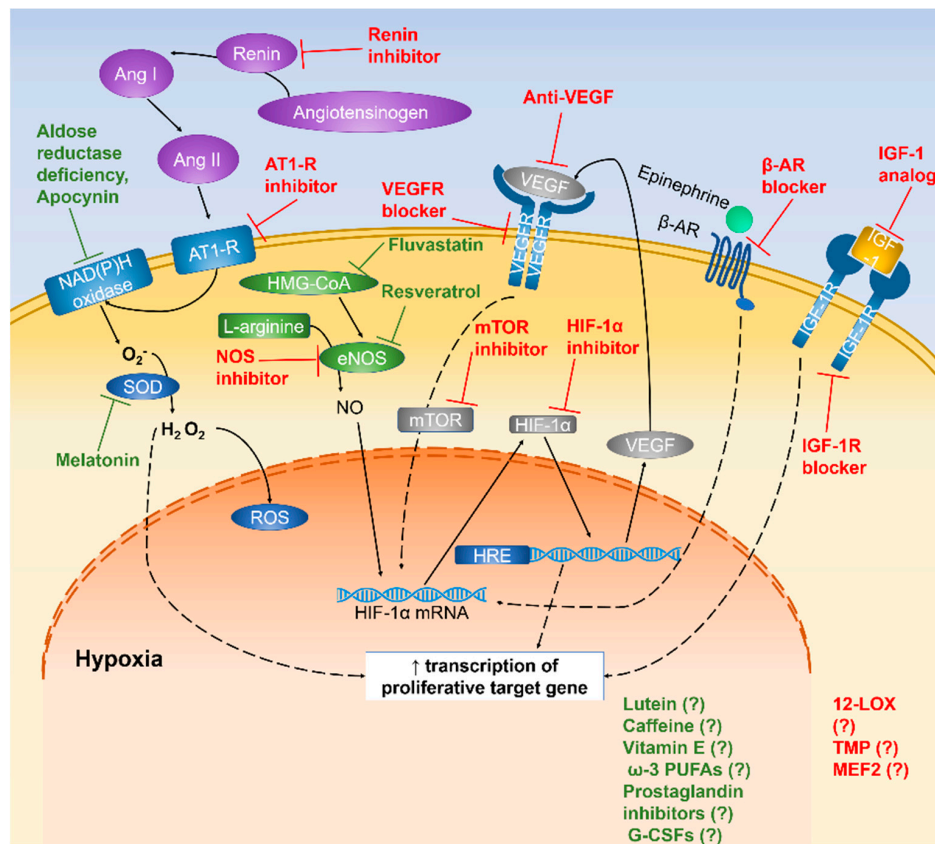 Renin
inhibitor
Renin
Ang I
Angiotensinogen
Anti-VEGF
Aldose
reductase
deficiency,
Apocynin
Ang II
AT1-R
inhibitor
VEGFR
blocker
VEGF
Epinephrine
β-AR
β-AR
blocker
IGF-1
analog
IGF
-1
NAD(P)H
oxidase
AT1-R
Fluvastatin
HMG-CoA
Resveratrol
VEGFR
VEGFR
IGF-1R
IGF-1R
L-arginine
eNOS
NOS
inhibitor
mTOR
inhibitor
HIF-1α
inhibitor
O2-
SOD
NO
mTOR
HIF-1α
VEGF
H2 O2
Melatonin
IGF-1R
blocker
ROS
HRE
HIF-1α mRNA
Hypoxia
↑ transcription of
proliferative target gene
Lutein (?)
Caffeine (?)
Vitamin E (?)
ω-3 PUFAs (?)
Prostaglandin
inhibitors (?)
G-CSFs (?)
12-LOX
(?)
TMP (?)
MEF2 (?)